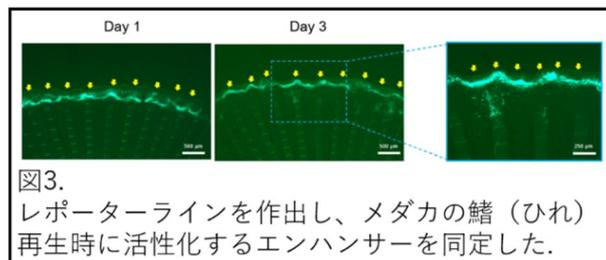 Day 1
Day 3
500 μm
500 μm
250 μm
図3.
レポーターラインを作出し、メダカの鰭（ひれ）
再生時に活性化するエンハンサーを同定した.